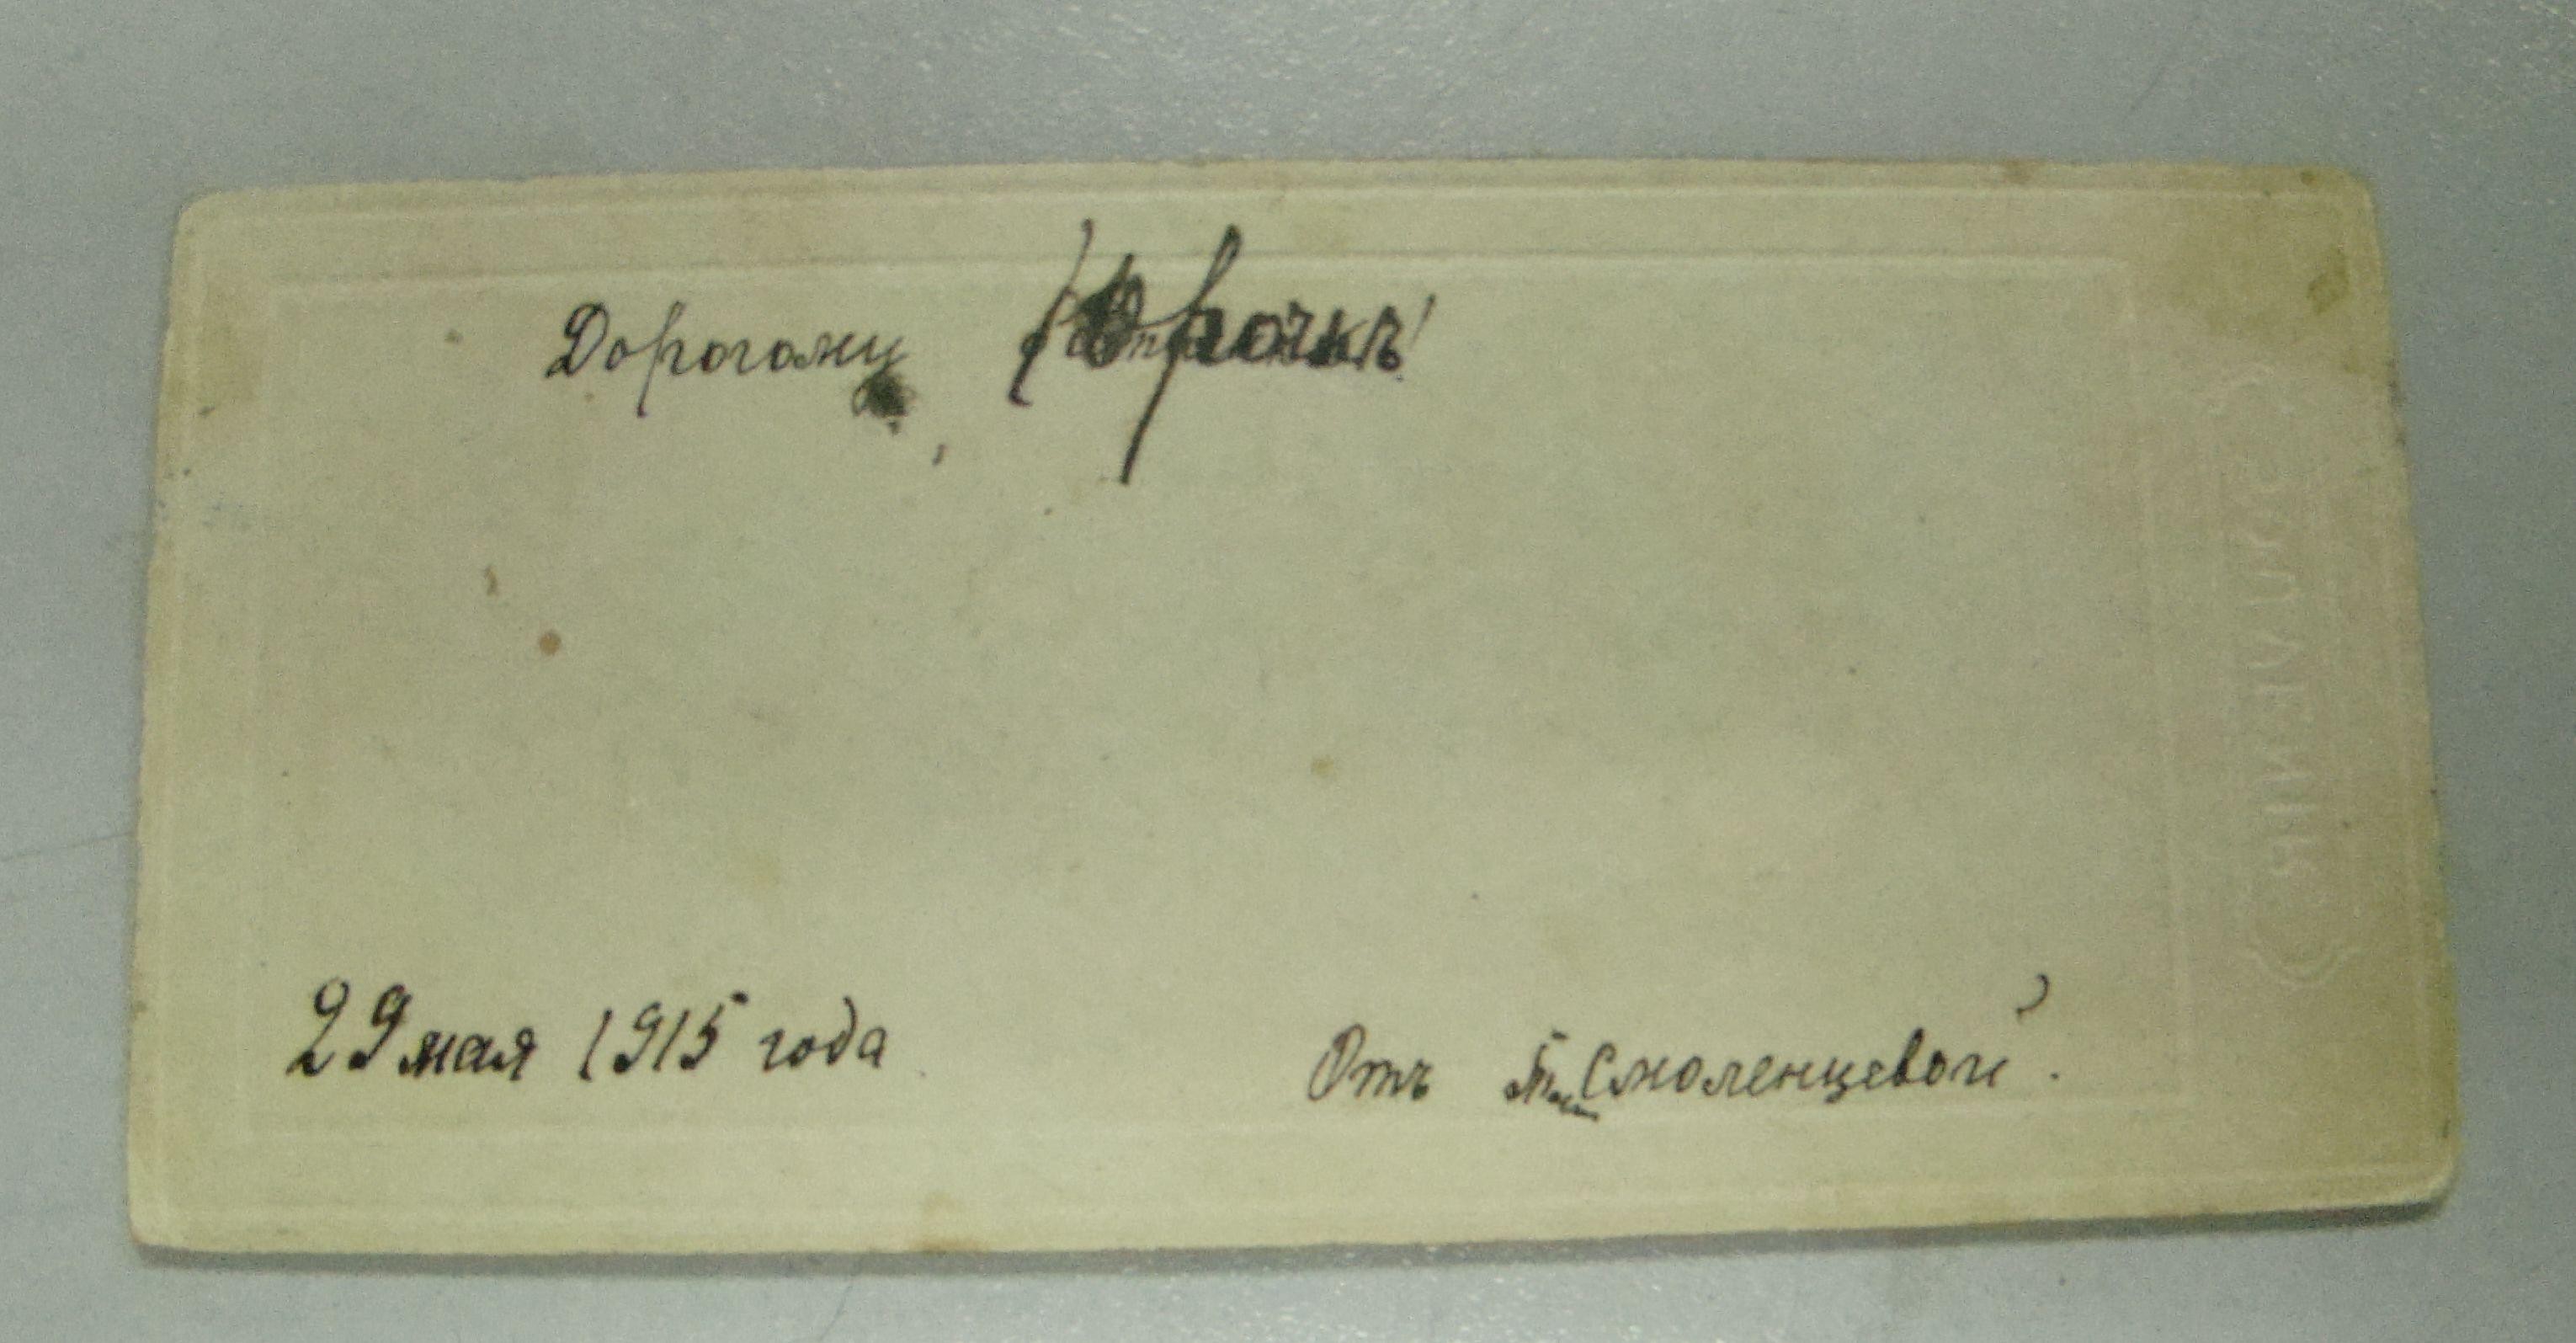 Дорогому
29 мая 1915 года
Отъ Смоленцевой.